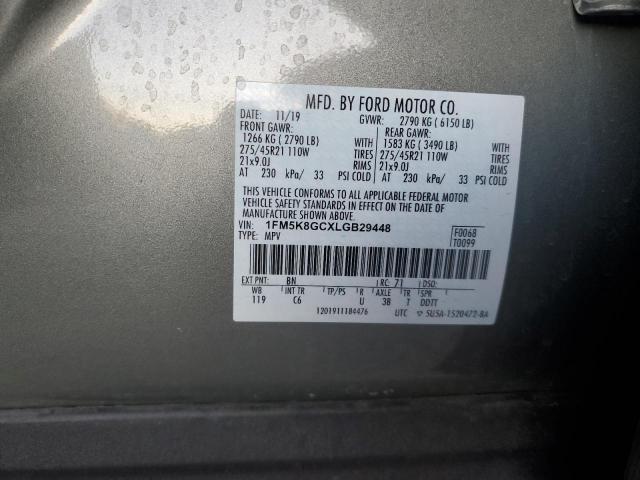 MFD. BY FORD MOTOR CO.
DATE: 11/19 GVWR: 2790 KG ( 6150 LB)
FRONT GAWR: REAR GAWR:
1266 KG ( 2790 LB) WITH 1583 KG ( 3490 LB) WITH
275/45R21 110W TIRES 275/45R21 110W TIRES
21x9.0J RIMS 21x9.0J RIMS
AT 230 kPa/ 33 PSI COLD AT 230 kPa/ 33 PSI COLD
THIS VEHICLE CONFORMS TO ALL APPLICABLE FEDERAL MOTOR
VEHICLE SAFETY STANDARDS IN EFFECT ON THE DATE OF
MANUFACTURE SHOWN ABOVE.
VIN: 1FM5K8GCXLGB29448 F0068
TYPE: MPV T0099
EXT PNT: BN RC: 71 DSO:
WB INT TR TP/PS R AXLE TR SPR
119 C6 U 3B T DDTT
1201911184476 UTC 5U5A-1520472-BA